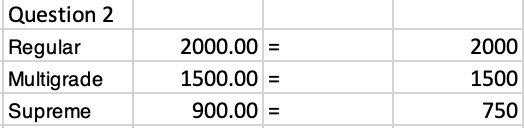 Question 2
Regular 2000.00 = 2000
Multigrade 1500.00 = 1500
Supreme 900.00 = 750